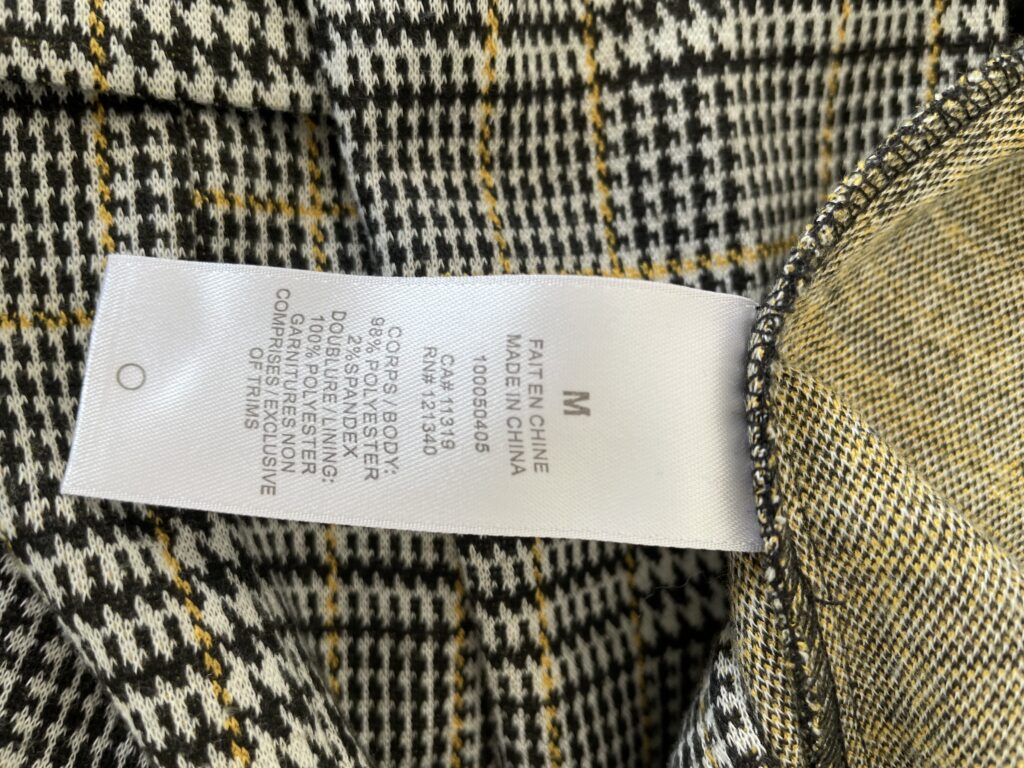 M
FAIT EN CHINE
MADE IN CHINA
100050405
CA# 11319
RN# 121340
CORPS / BODY:
98% POLYESTER
2% SPANDEX
DOUBLURE / LINING:
100% POLYESTER
GARNITURES NON
COMPRISES / EXCLUSIVE
OF TRIMS